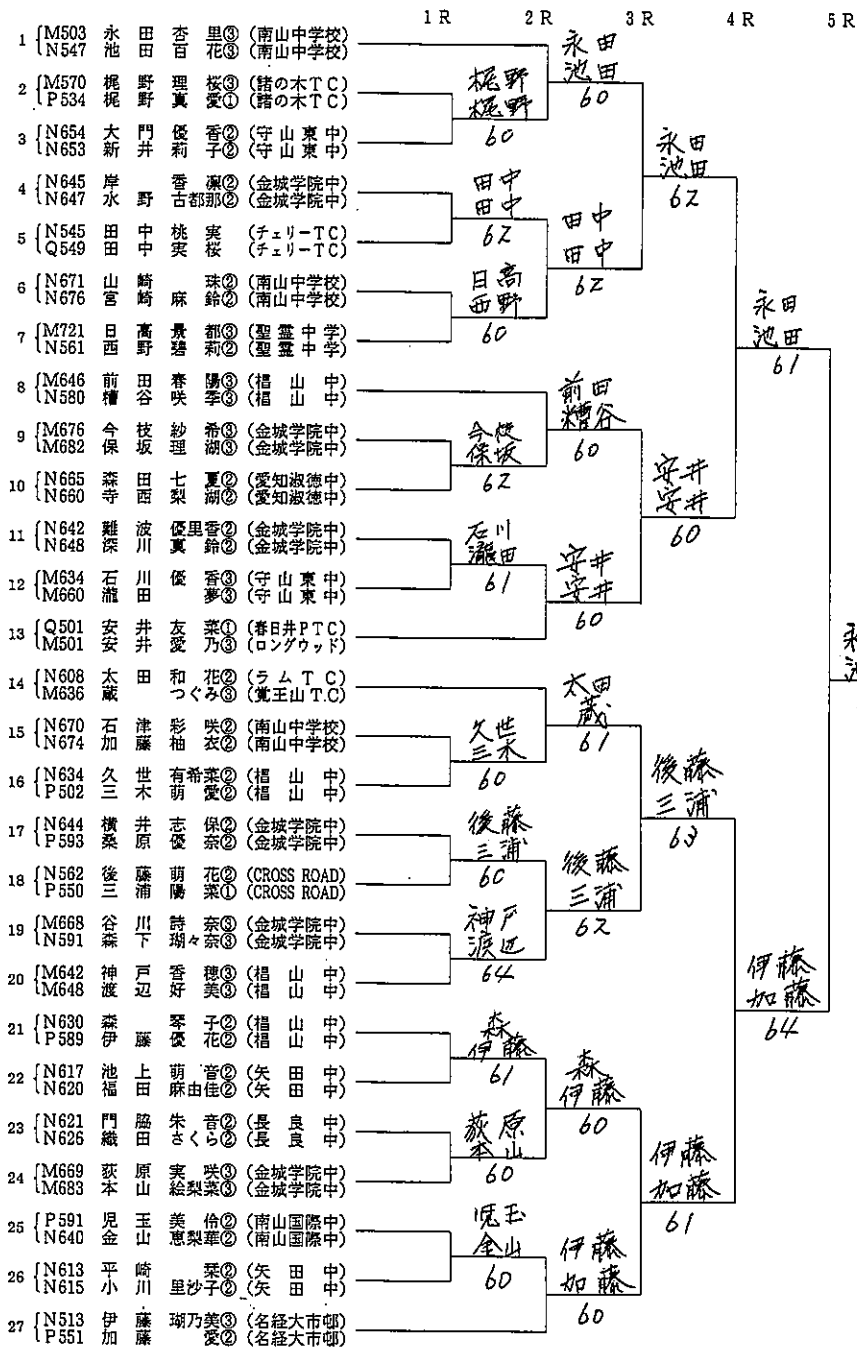 1R 2R 3R 4R 5R
1 M503 永田杏里③ (南山中学校)
N547 池田百花③ (南山中学校)
2 M570 梶野理桜③ (諸の木TC)
P534 梶野真愛① (諸の木TC)
3 N654 大門優香② (守山東中)
N653 新井莉子② (守山東中)
4 N645 岸香凜② (金城学院中)
N647 水野古都那② (金城学院中)
5 N545 田中桃実 (チェリーTC)
Q549 田中実桜 (チェリーTC)
6 N671 山崎珠② (南山中学校)
N676 宮崎麻鈴② (南山中学校)
7 M721 日高景都③ (聖霊中学)
N561 西野碧莉② (聖霊中学)
8 M646 前田春陽③ (椙山中)
N580 糟谷咲季③ (椙山中)
9 M676 今枝紗希③ (金城学院中)
M682 保坂理湖③ (金城学院中)
10 N665 森田七夏② (愛知淑徳中)
N660 寺西梨湖② (愛知淑徳中)
11 N642 難波優里香② (金城学院中)
N648 深川真鈴② (金城学院中)
12 M634 石川優香③ (守山東中)
M660 瀧田夢③ (守山東中)
13 Q501 安井友菜① (春日井PTC)
M501 安井愛乃③ (ロングウッド)
14 N608 太田和花② (ラムTC)
M636 蔵つぐみ③ (覚王山T.C)
15 N670 石津彩咲② (南山中学校)
N674 加藤柚衣② (南山中学校)
16 N634 久世有希菜② (椙山中)
P502 三木萌愛② (椙山中)
17 N644 横井志保② (金城学院中)
P593 桑原優奈② (金城学院中)
18 N562 後藤萌花② (CROSS ROAD)
P550 三浦陽菜① (CROSS ROAD)
19 M668 谷川詩奈③ (金城学院中)
N591 森下瑚々奈③ (金城学院中)
20 M642 神戸香穂③ (椙山中)
M648 渡辺好美③ (椙山中)
21 N630 森琴子② (椙山中)
P589 伊藤優花② (椙山中)
22 N617 池上萌音② (矢田中)
N620 福田麻由佳② (矢田中)
23 N621 門脇朱音② (長良中)
N626 織田さくら② (長良中)
24 M669 荻原実咲③ (金城学院中)
M683 本山絵梨菜③ (金城学院中)
25 P591 児玉美伶② (南山国際中)
N640 金山恵梨華② (南山国際中)
26 N613 平崎栞② (矢田中)
N615 小川里沙子② (矢田中)
27 N513 伊藤瑚乃美③ (名経大市邨)
P551 加藤愛② (名経大市邨)
梶野
梶野
60
田中
田中
62
日高
西野
60
今枝
保坂
62
石川
瀧田
61
久世
三木
60
後藤
三浦
60
神戸
渡辺
64
森
伊藤
61
荻原
本山
60
児玉
金山
60
永田
池田
60
田中
田中
62
前田
糟谷
60
安井
安井
60
太田
蔵
61
後藤
三浦
62
森
伊藤
60
伊藤
加藤
60
永田
池田
62
安井
安井
60
後藤
三浦
63
伊藤
加藤
61
永田
池田
61
伊藤
加藤
64